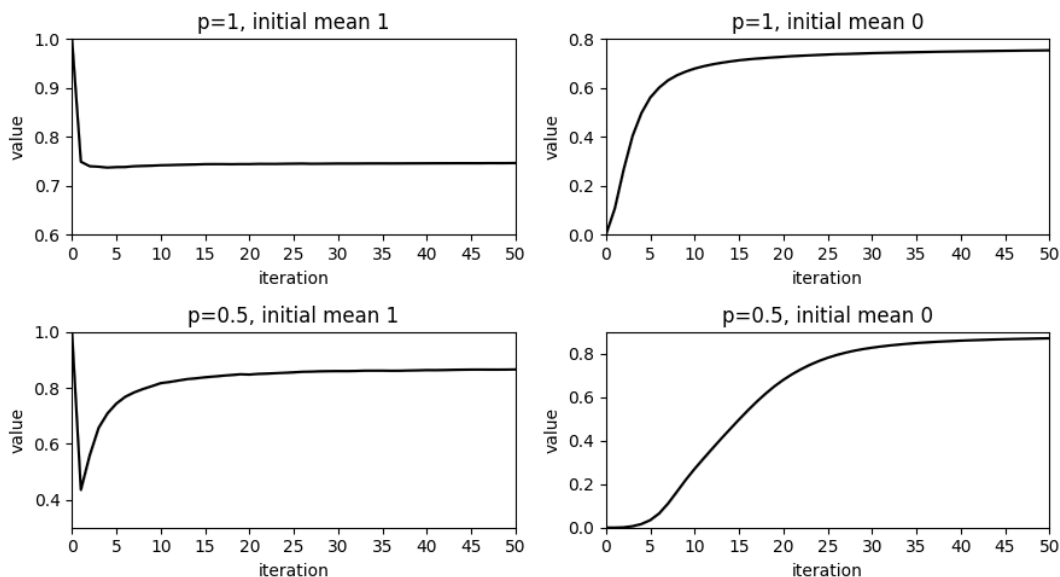 p=1, initial mean 1
1.0
0.9
0.8
0.7
0.6
value
0 5 10 15 20 25 30 35 40 45 50
iteration
p=1, initial mean 0
0.8
0.6
0.4
0.2
0.0
value
0 5 10 15 20 25 30 35 40 45 50
iteration
p=0.5, initial mean 1
1.0
0.8
0.6
0.4
value
0 5 10 15 20 25 30 35 40 45 50
iteration
p=0.5, initial mean 0
0.8
0.6
0.4
0.2
0.0
value
0 5 10 15 20 25 30 35 40 45 50
iteration